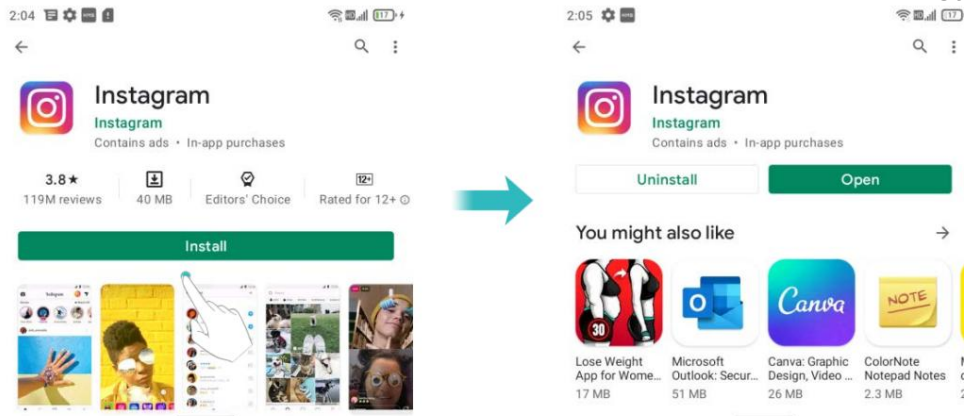 2:04
17
Instagram
Instagram
Contains ads • In-app purchases
3.8★
119M reviews
40 MB
Editors' Choice
12+
Rated for 12+
Install
2:05
17
Instagram
Instagram
Contains ads • In-app purchases
Uninstall
Open
You might also like
30
Canva
NOTE
Lose Weight
App for Wome...
17 MB
Microsoft
Outlook: Secur...
51 MB
Canva: Graphic
Design, Video ...
26 MB
ColorNote
Notepad Notes
2.3 MB